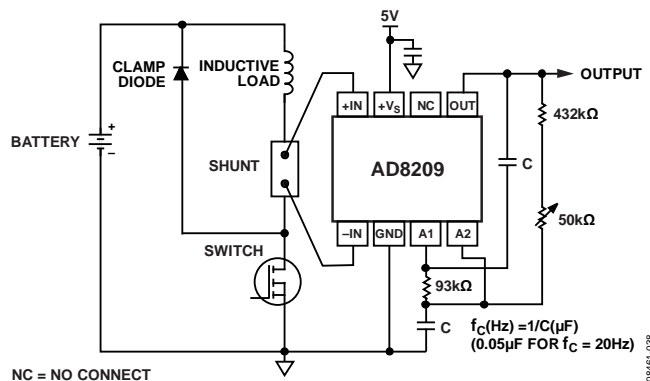 5V
CLAMP
DIODE
INDUCTIVE
LOAD
OUTPUT
+IN
+VS
NC
OUT
432kΩ
BATTERY
+
–
SHUNT
AD8209
C
50kΩ
SWITCH
–IN
GND
A1
A2
93kΩ
C
fC(Hz) =1/C(µF)
(0.05µF FOR fC = 20Hz)
NC = NO CONNECT